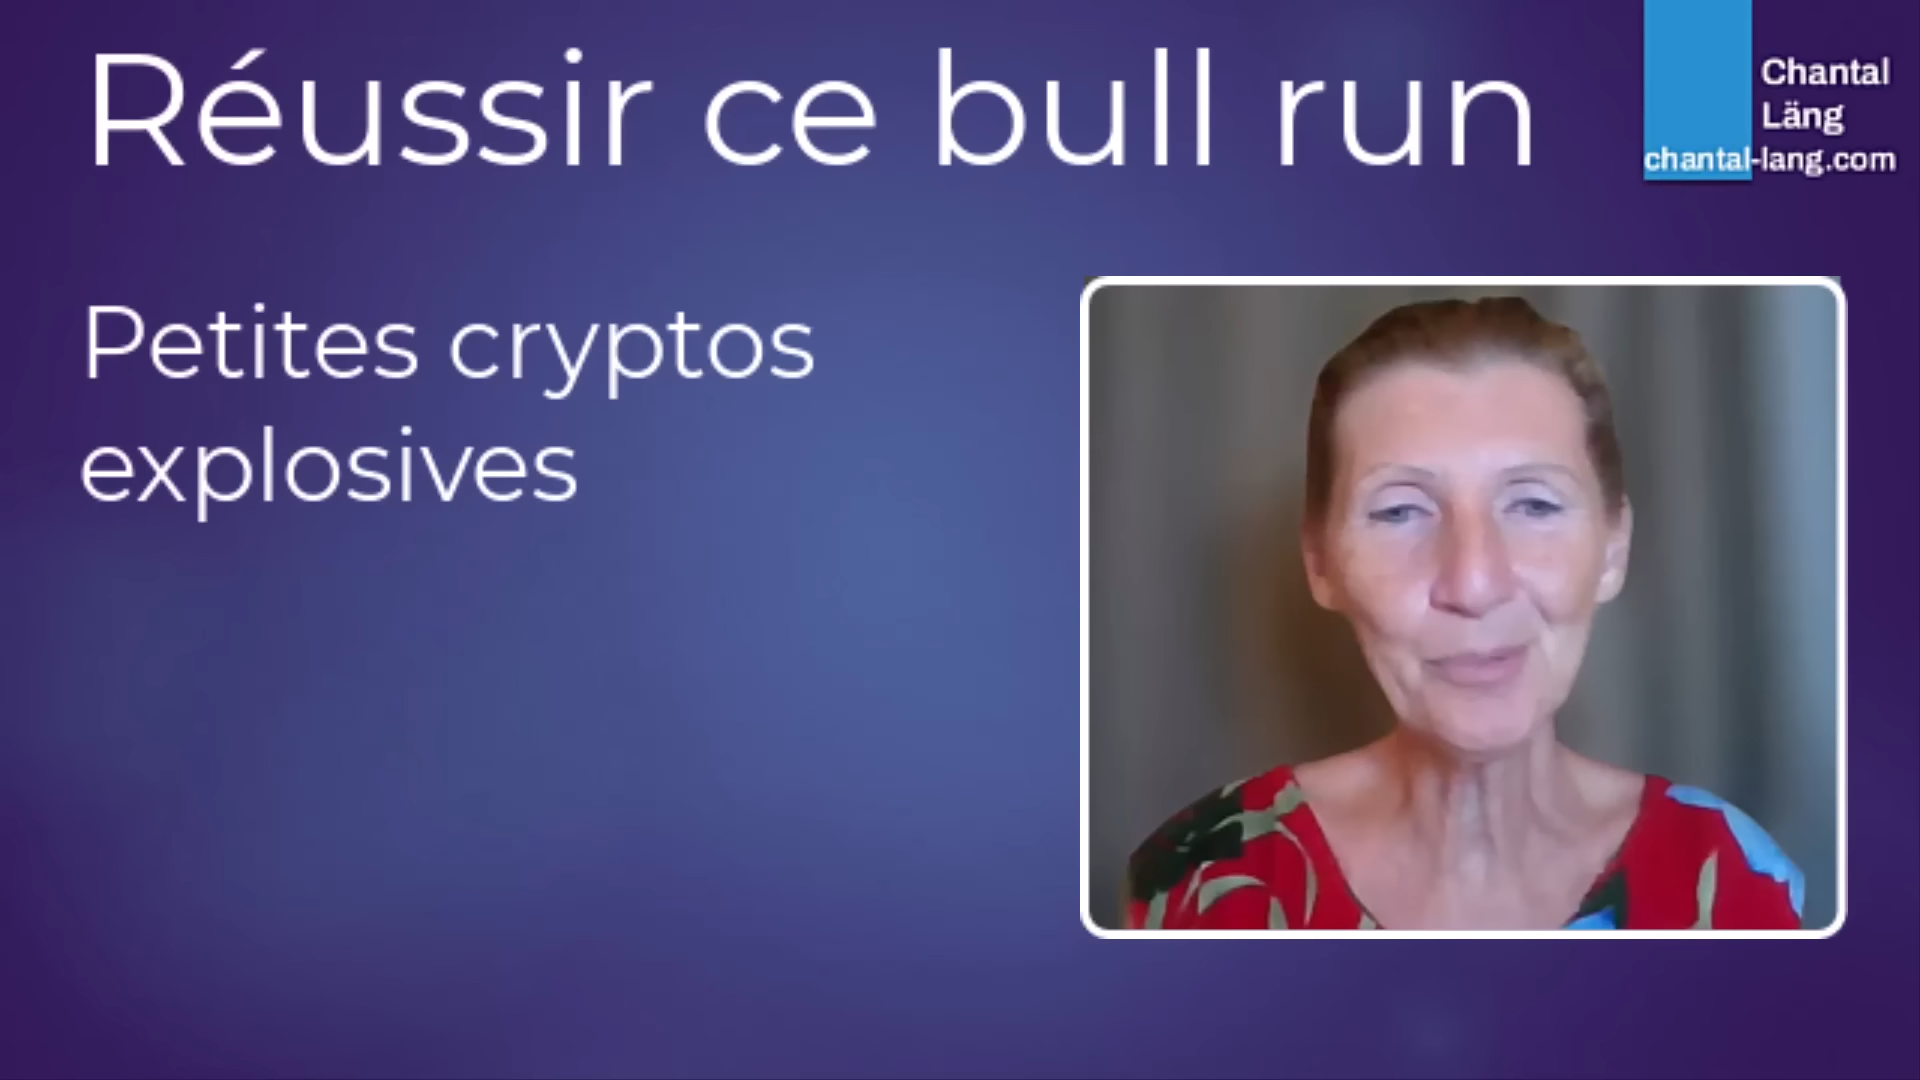 Réussir ce bull run
Chantal
Läng
chantal-lang.com
Petites cryptos
explosives